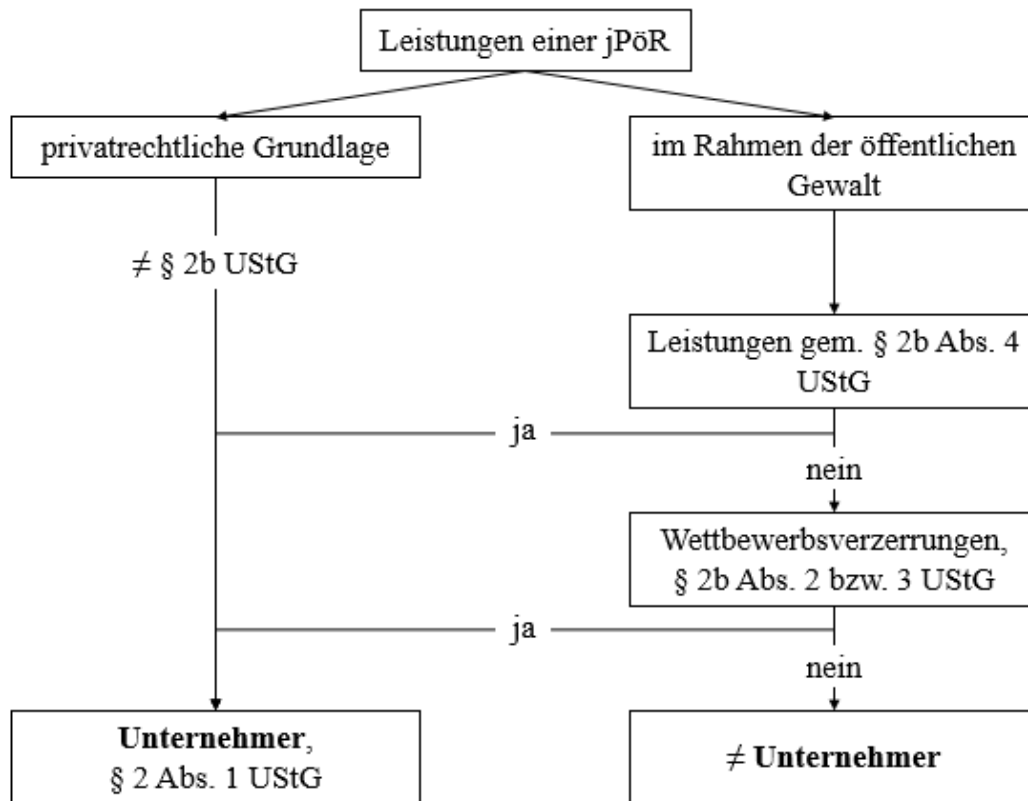 Leistungen einer jPöR
privatrechtliche Grundlage
im Rahmen der öffentlichen
Gewalt
≠ § 2b UStG
Leistungen gem. § 2b Abs. 4
UStG
ja
nein
Wettbewerbsverzerrungen,
§ 2b Abs. 2 bzw. 3 UStG
ja
nein
Unternehmer,
§ 2 Abs. 1 UStG
≠ Unternehmer